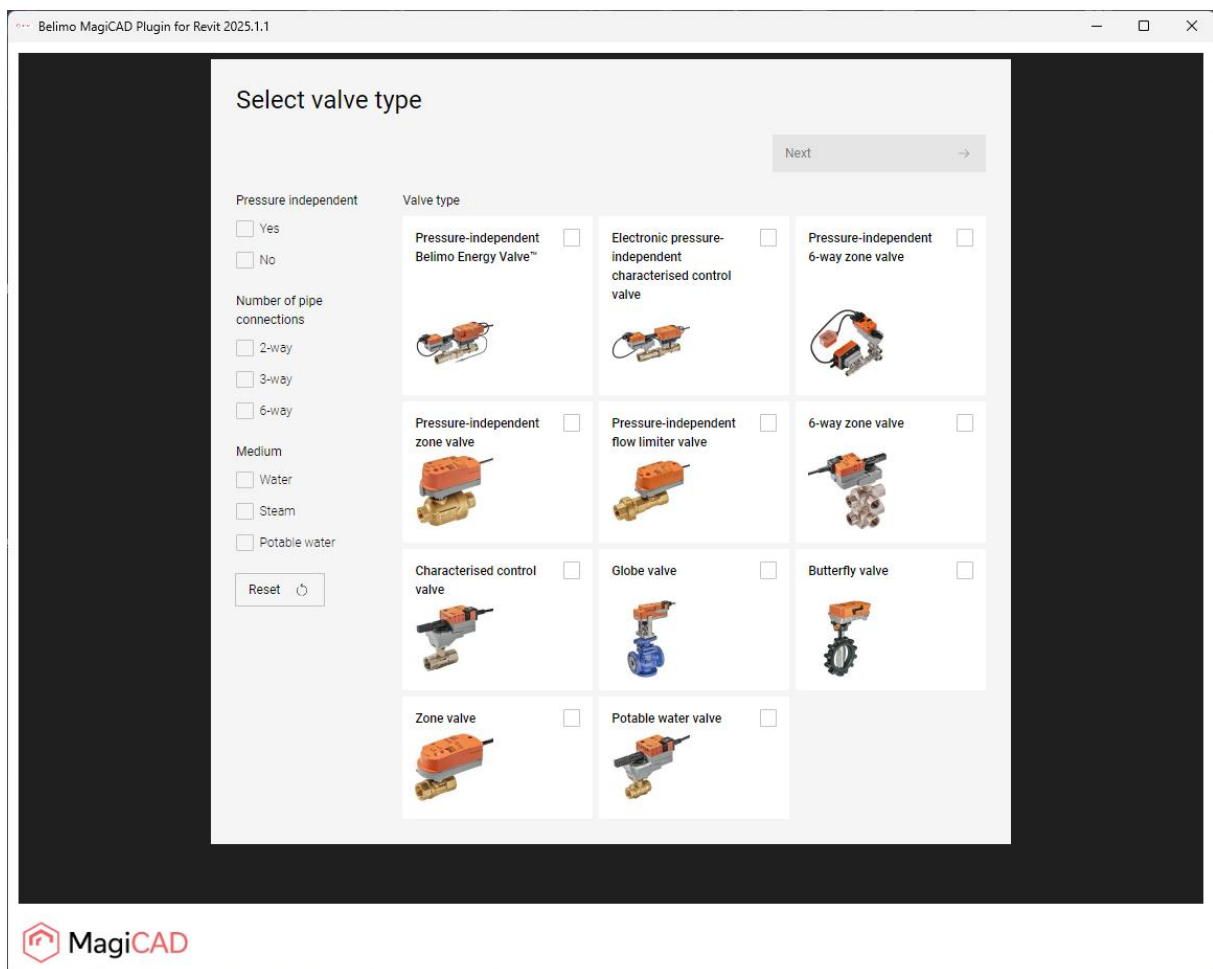 Belimo MagiCAD Plugin for Revit 2025.1.1
Select valve type
Next
Pressure independent
Yes
No
Number of pipe
connections
2-way
3-way
6-way
Medium
Water
Steam
Potable water
Reset
Valve type
Pressure-independent
Belimo Energy Valve™
Electronic pressure-
independent
characterised control
valve
Pressure-independent
6-way zone valve
Pressure-independent
zone valve
Pressure-independent
flow limiter valve
6-way zone valve
Characterised control
valve
Globe valve
Butterfly valve
Zone valve
Potable water valve
MagiCAD